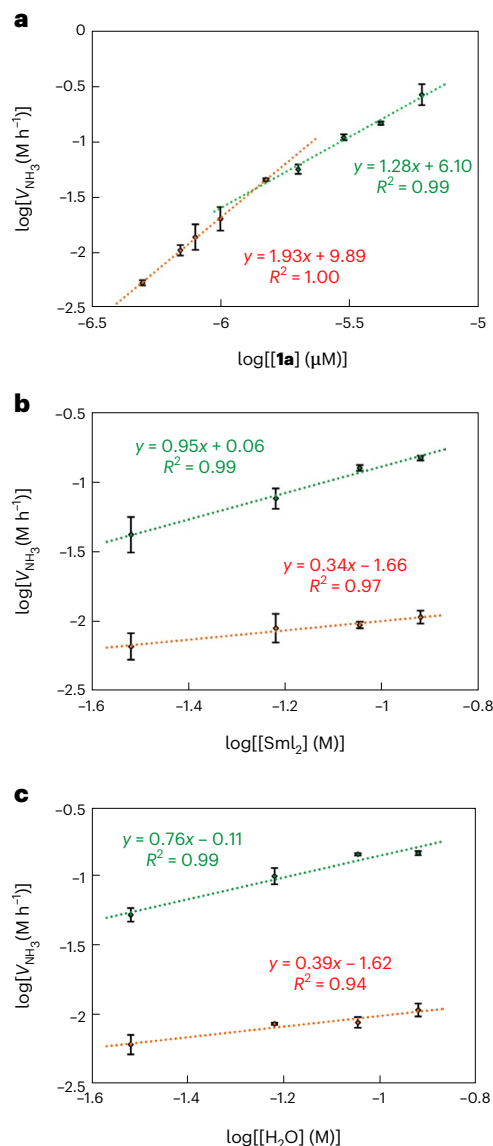 a
0
−0.5
−1
−1.5
−2
−2.5
log[V_NH3(M h⁻¹)]
y = 1.28x + 6.10
R² = 0.99
y = 1.93x + 9.89
R² = 1.00
−6.5 −6 −5.5 −5
log[[1a] (μM)]
b
−0.5
−1
−1.5
−2
−2.5
log[V_NH3(M h⁻¹)]
y = 0.95x + 0.06
R² = 0.99
y = 0.34x − 1.66
R² = 0.97
−1.6 −1.4 −1.2 −1 −0.8
log[[SmI₂] (M)]
c
−0.5
−1
−1.5
−2
−2.5
log[V_NH3(M h⁻¹)]
y = 0.76x − 0.11
R² = 0.99
y = 0.39x − 1.62
R² = 0.94
−1.6 −1.4 −1.2 −1 −0.8
log[[H₂O] (M)]